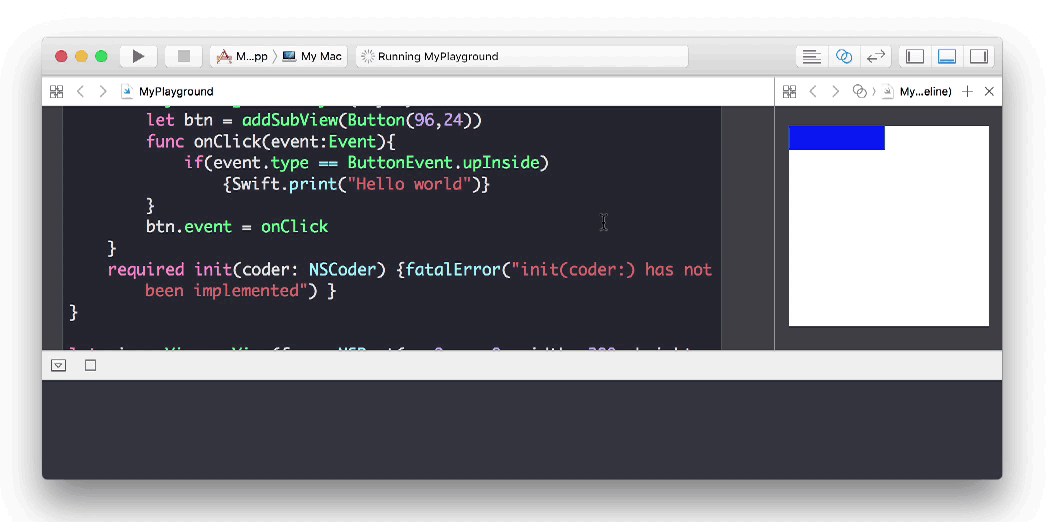 M...pp 〉 My Mac
Running MyPlayground
MyPlayground
My...eline)
let btn = addSubView(Button(96,24))
func onClick(event:Event){
if(event.type == ButtonEvent.upInside)
{Swift.print("Hello world")}
}
btn.event = onClick
}
required init(coder: NSCoder) {fatalError("init(coder:) has not
been implemented") }
}